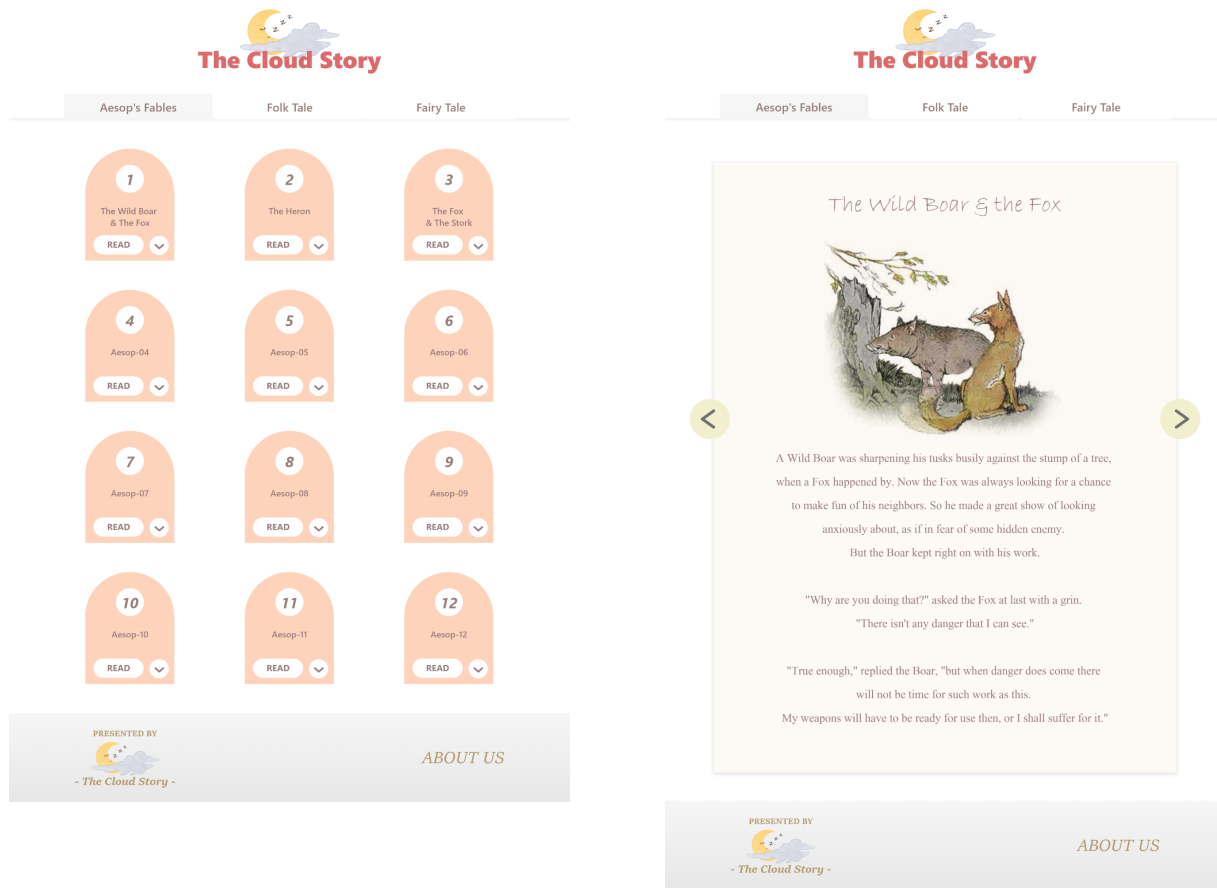 The Cloud Story
Aesop's Fables
Folk Tale
Fairy Tale
1
The Wild Boar
& The Fox
READ
2
The Heron
READ
3
The Fox
& The Stork
READ
4
Aesop-04
READ
5
Aesop-05
READ
6
Aesop-06
READ
7
Aesop-07
READ
8
Aesop-08
READ
9
Aesop-09
READ
10
Aesop-10
READ
11
Aesop-11
READ
12
Aesop-12
READ
PRESENTED BY
- The Cloud Story -
ABOUT US
The Cloud Story
Aesop's Fables
Folk Tale
Fairy Tale
The Wild Boar & the Fox
<
>
A Wild Boar was sharpening his tusks busily against the stump of a tree,
when a Fox happened by. Now the Fox was always looking for a chance
to make fun of his neighbors. So he made a great show of looking
anxiously about, as if in fear of some hidden enemy.
But the Boar kept right on with his work.
"Why are you doing that?" asked the Fox at last with a grin.
"There isn't any danger that I can see."
"True enough," replied the Boar, "but when danger does come there
will not be time for such work as this.
My weapons will have to be ready for use then, or I shall suffer for it."
PRESENTED BY
- The Cloud Story -
ABOUT US